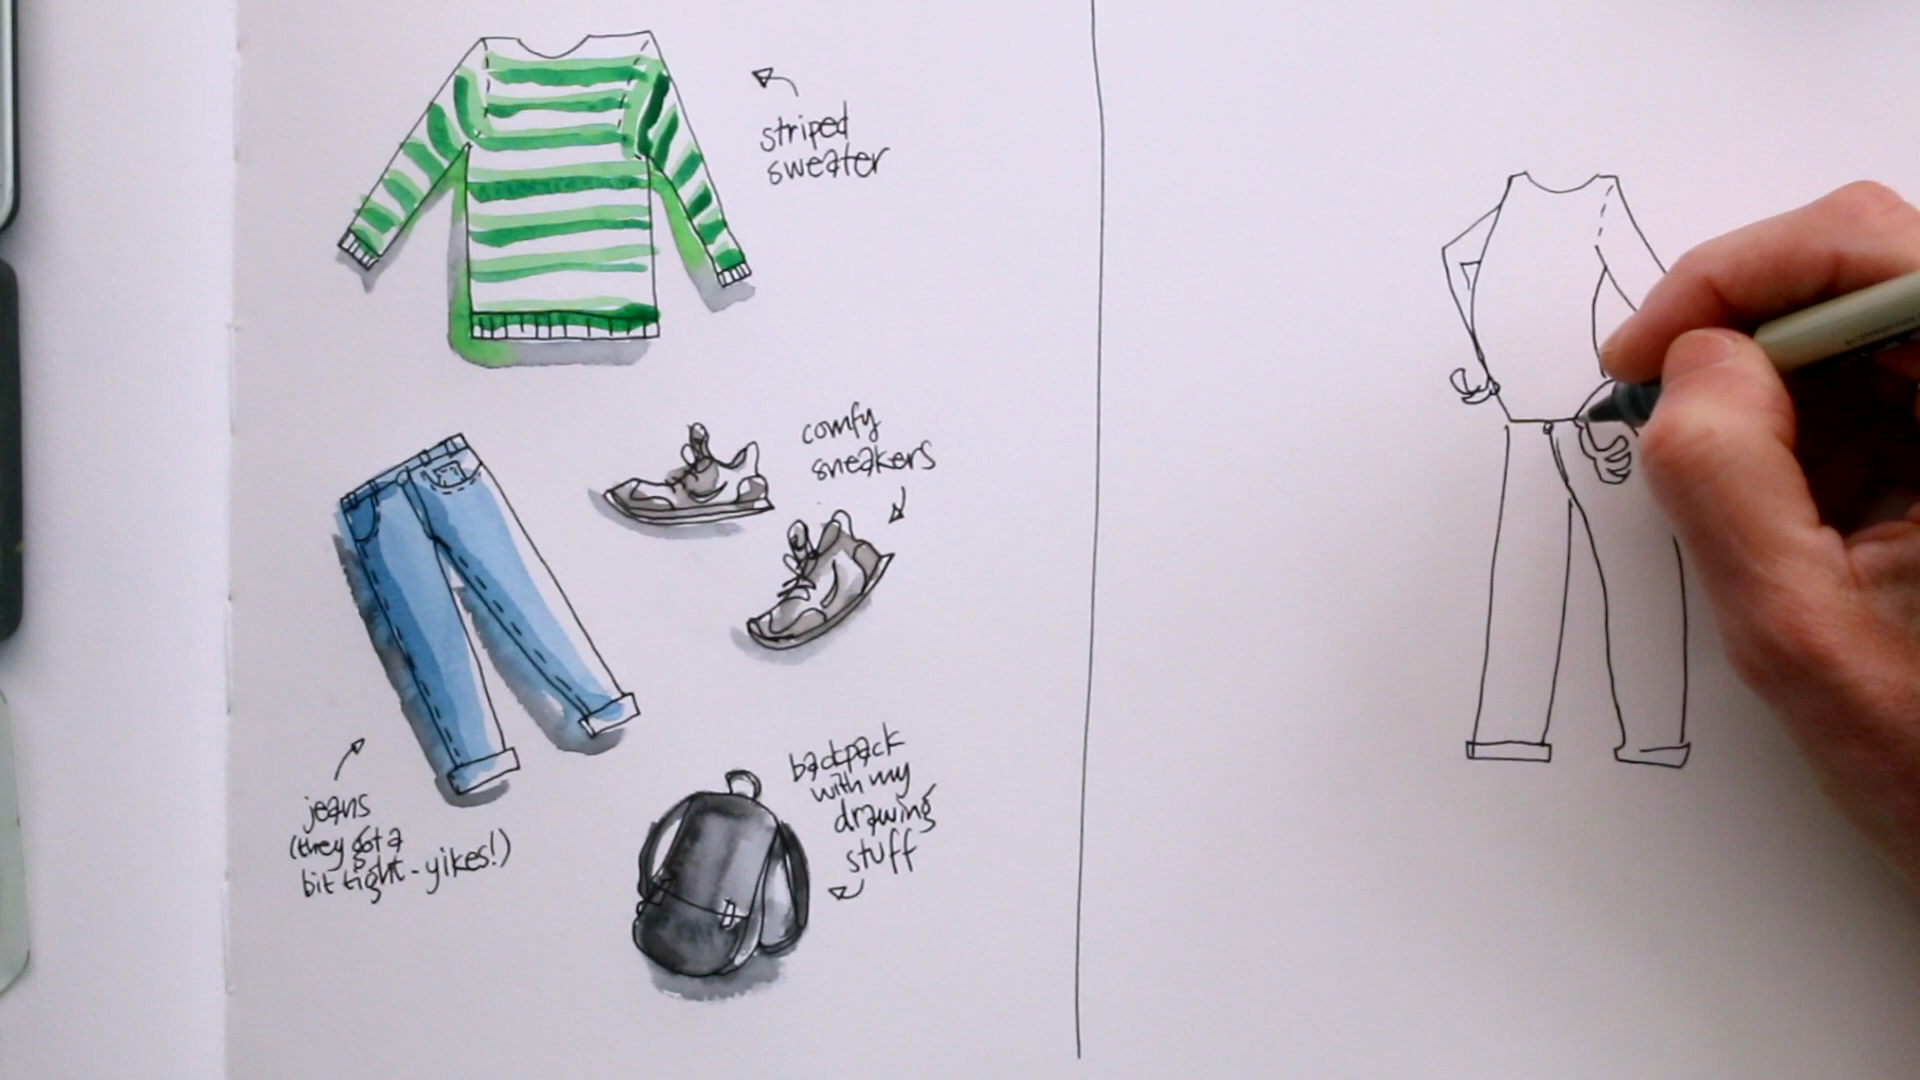 striped
sweater
comfy
sneakers
jeans
(they got a
bit tight - yikes!)
backpack
with my
drawing
stuff